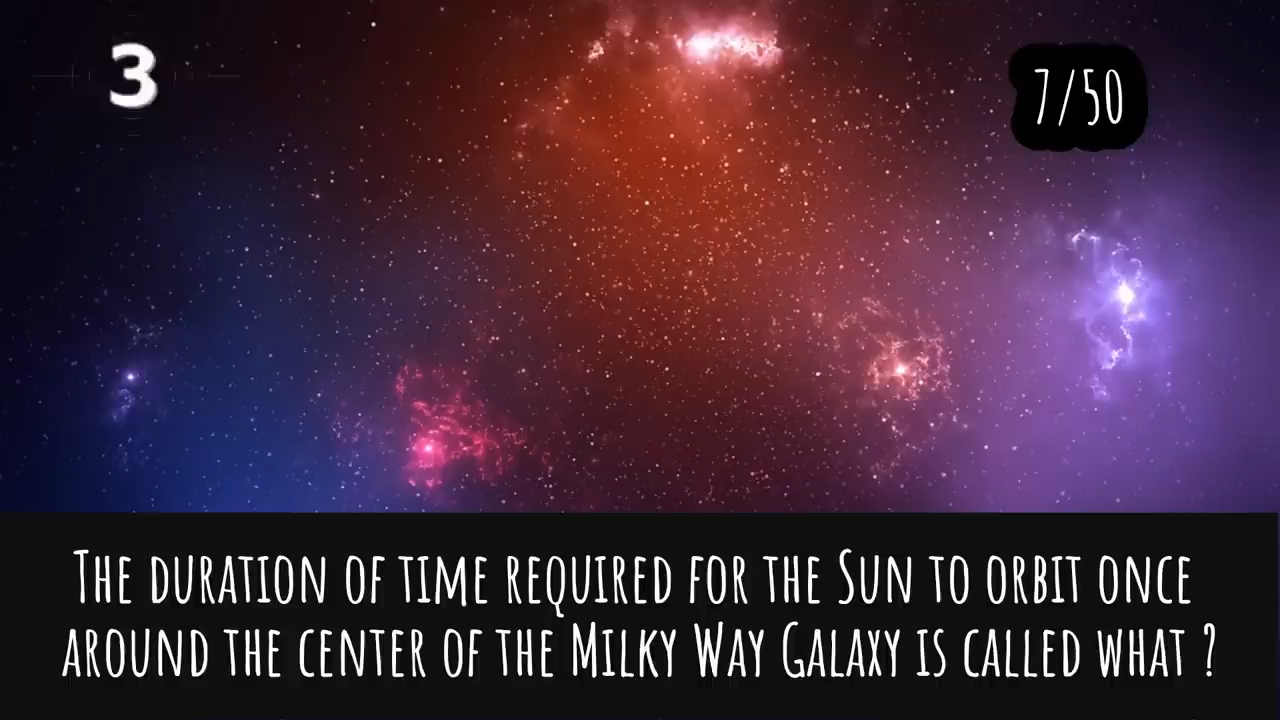 3
7/50
The duration of time required for the Sun to orbit once
around the center of the Milky Way Galaxy is called what ?